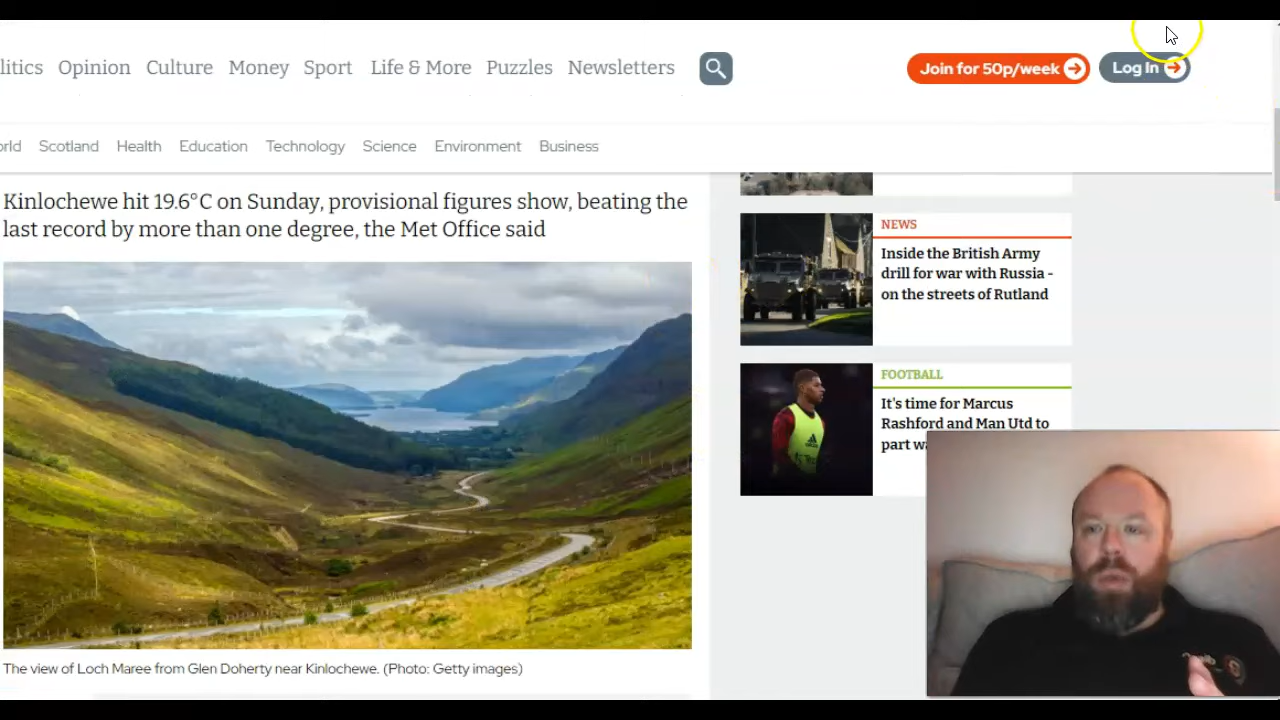 litics Opinion Culture Money Sport Life & More Puzzles Newsletters
Join for 50p/week
Log In
rld Scotland Health Education Technology Science Environment Business
Kinlochewe hit 19.6°C on Sunday, provisional figures show, beating the
last record by more than one degree, the Met Office said
The view of Loch Maree from Glen Doherty near Kinlochewe. (Photo: Getty images)
NEWS
Inside the British Army
drill for war with Russia -
on the streets of Rutland
FOOTBALL
It's time for Marcus
Rashford and Man Utd to
part wa